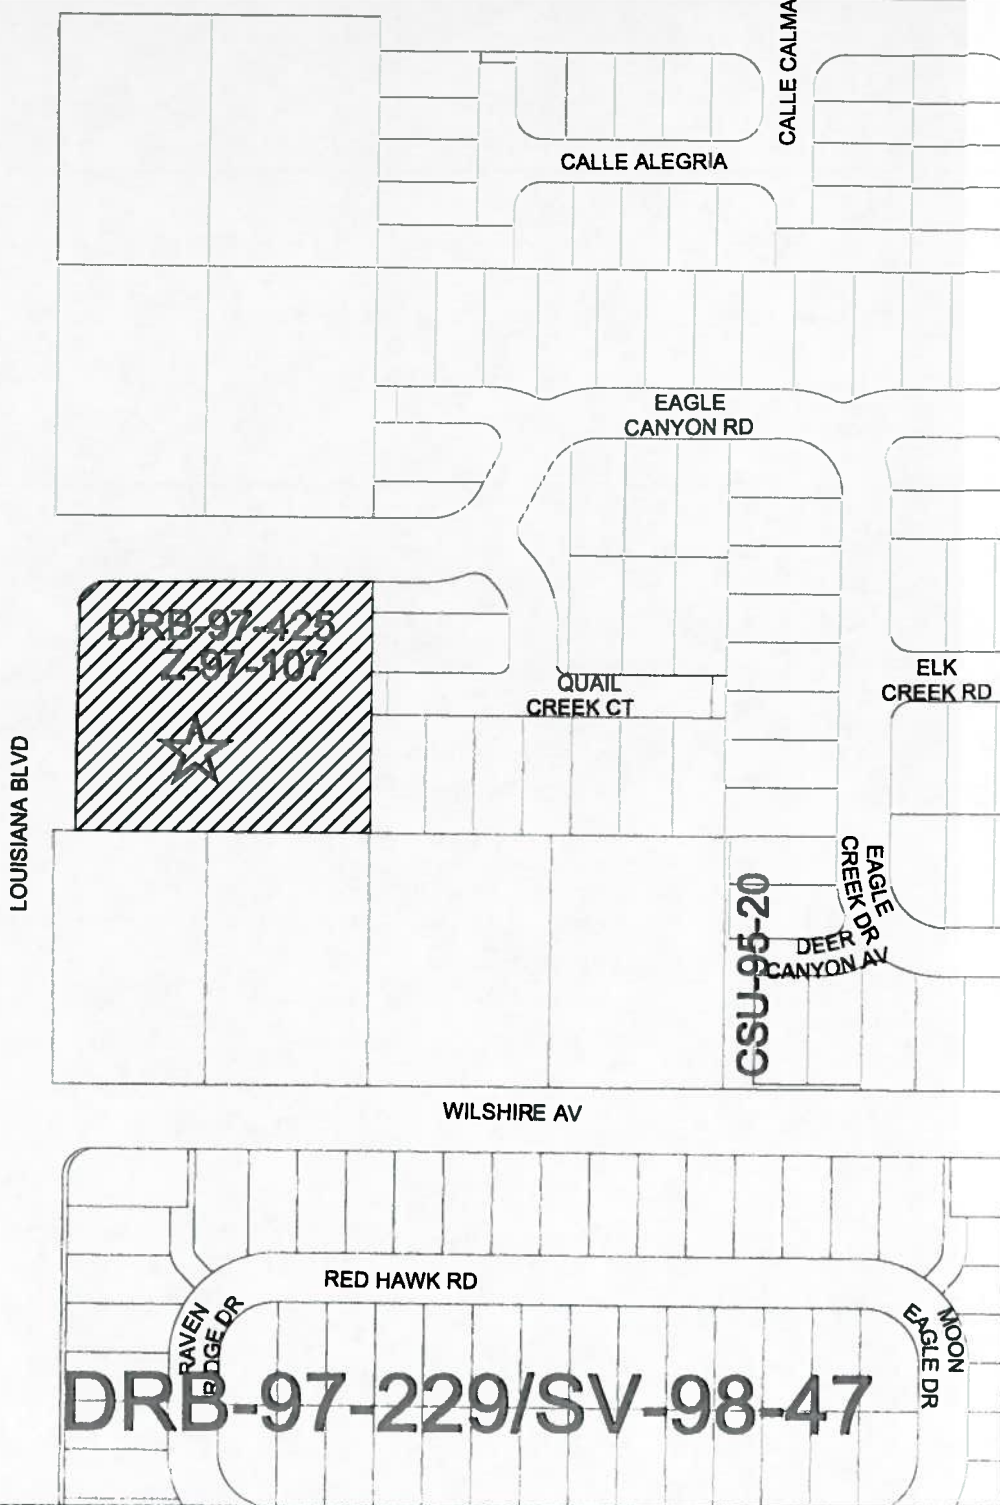 CALLE CALMA
CALLE ALEGRIA
EAGLE
CANYON RD
DRB-97-425
Z-97-107
QUAIL
CREEK CT
ELK
CREEK RD
LOUISIANA BLVD
EAGLE
CREEK DR
CSU-95-20
DEER
CANYON AV
WILSHIRE AV
RED HAWK RD
RAVEN
RIDGE DR
MOON
EAGLE DR
DRB-97-229/SV-98-47